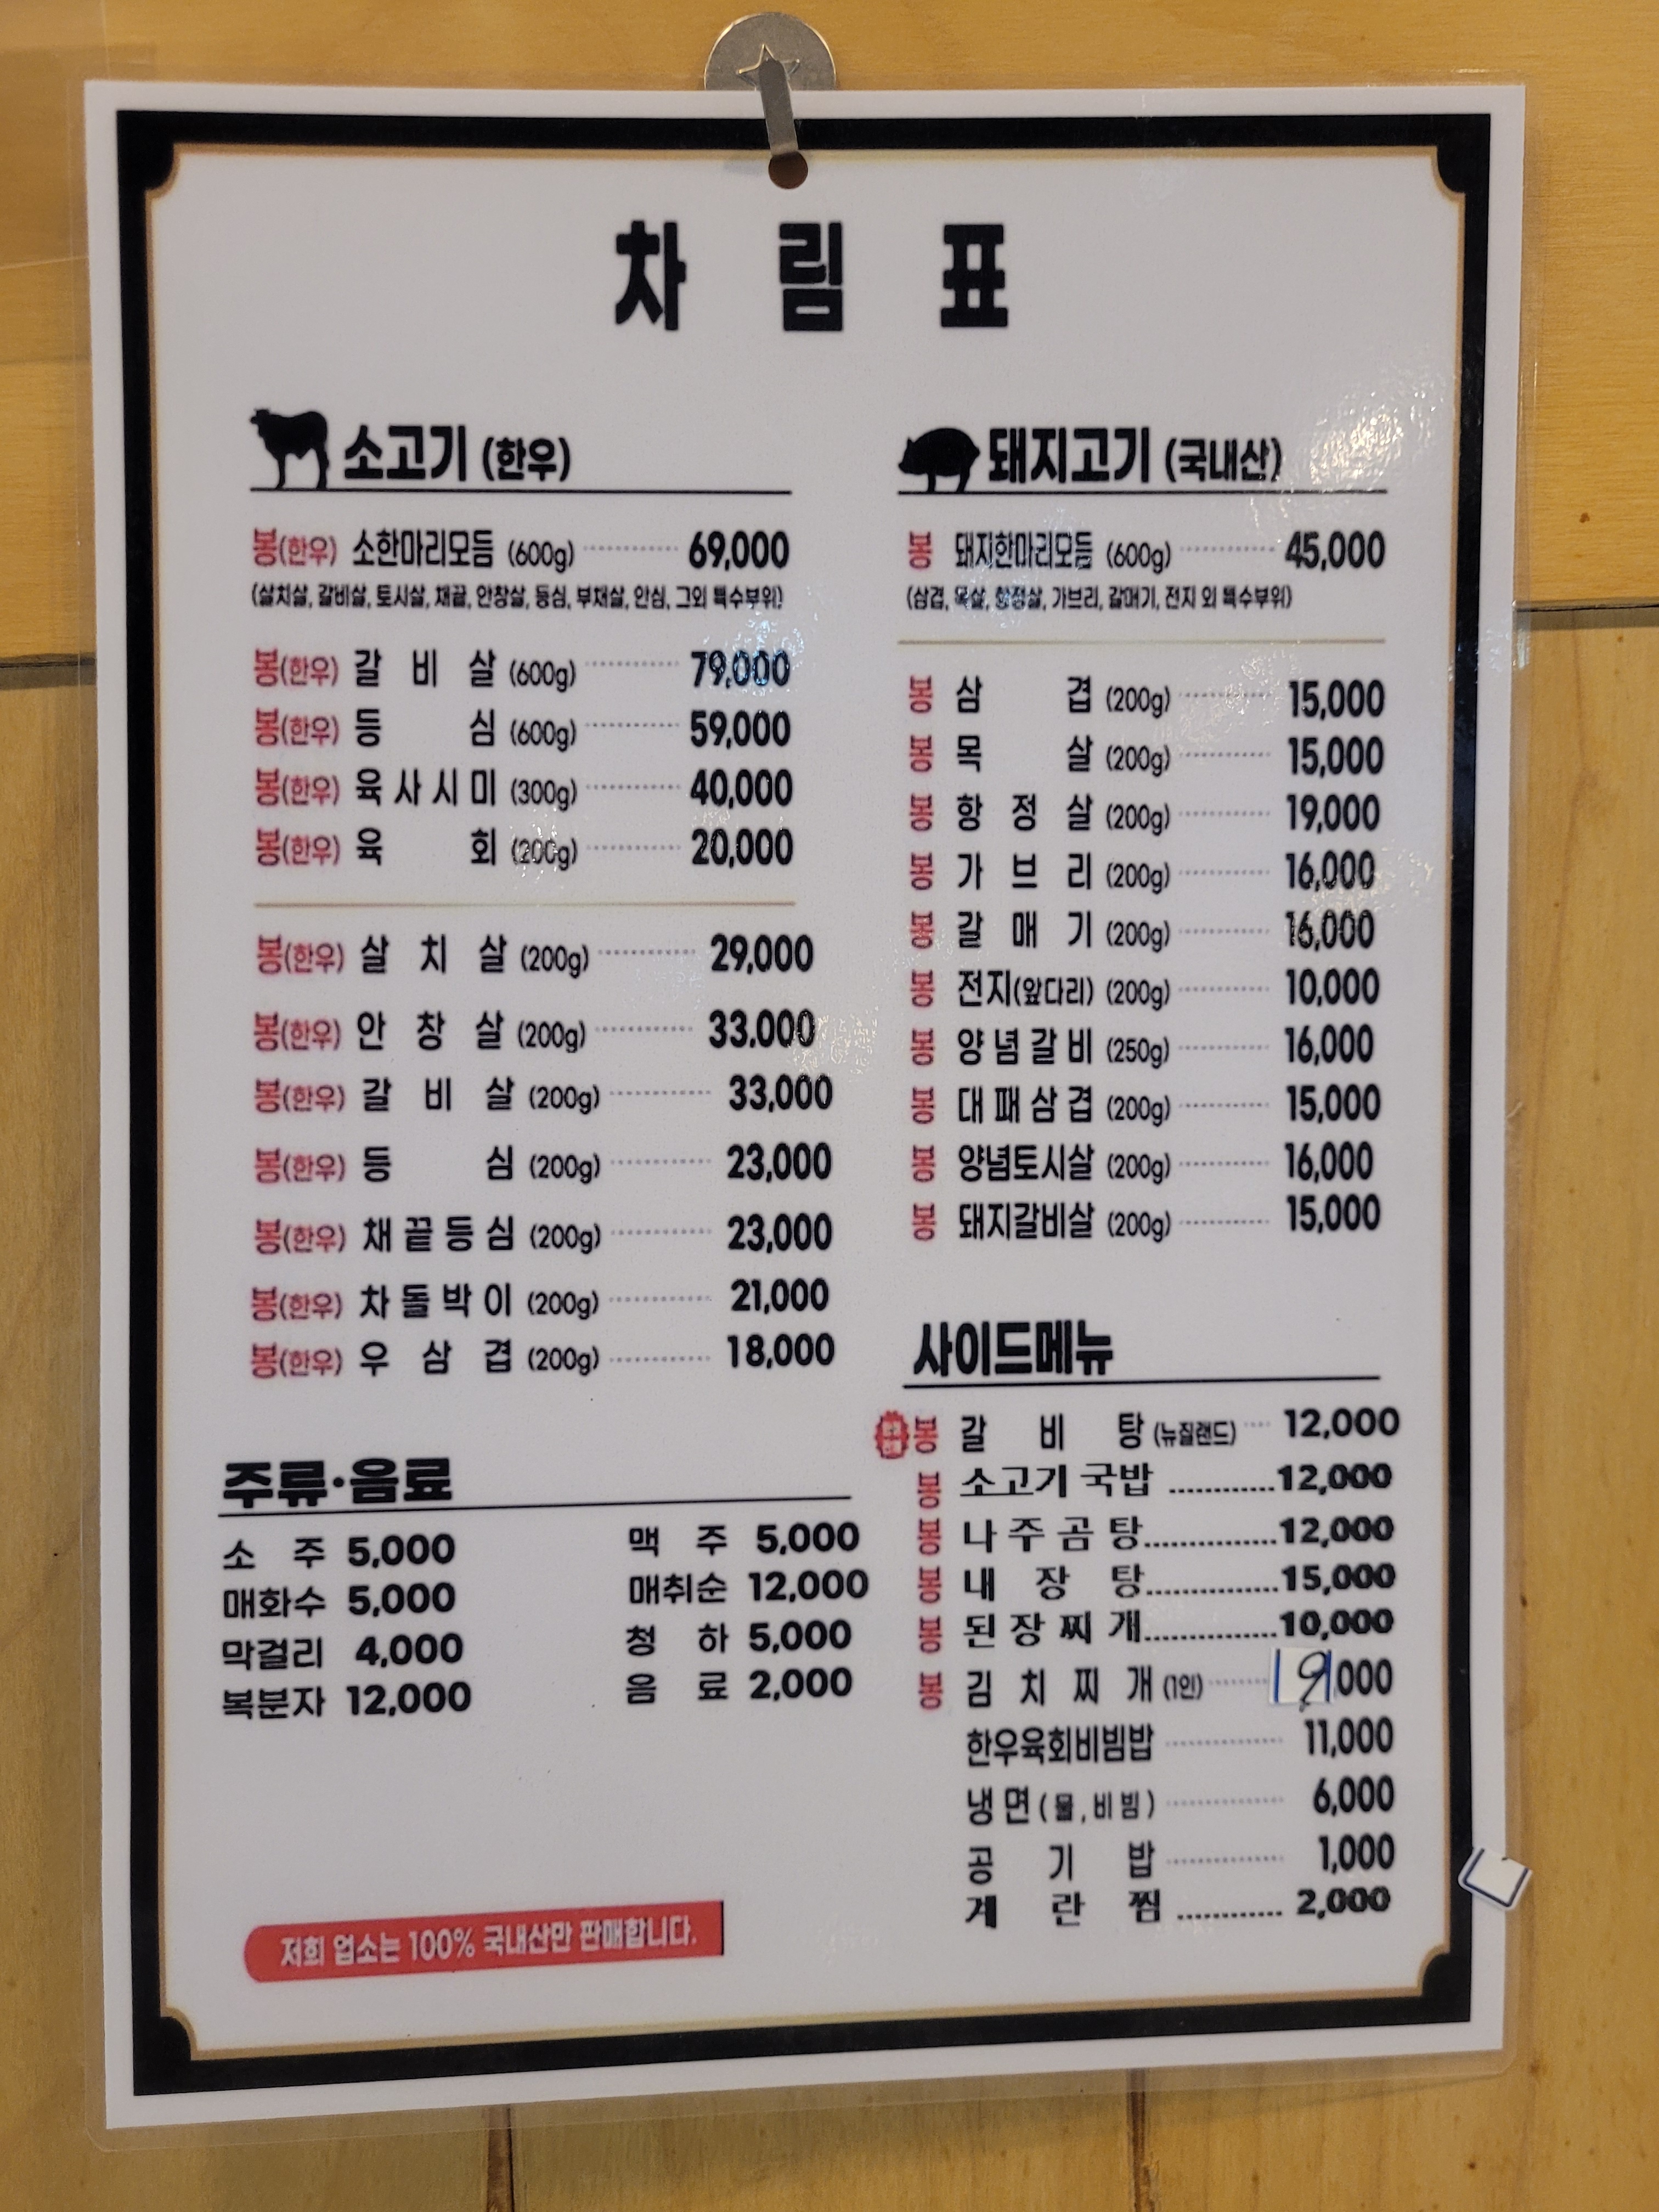 차림표
소고기 (한우)
봉(한우) 소한마리모듬 (600g) 69,000
(살치살, 갈비살, 토시살, 채끝, 안창살, 등심, 부채살, 안심, 그외 특수부위)
봉(한우) 갈비살 (600g) 79,000
봉(한우) 등심 (600g) 59,000
봉(한우) 육사시미 (300g) 40,000
봉(한우) 육회 (200g) 20,000
봉(한우) 살치살 (200g) 29,000
봉(한우) 안창살 (200g) 33.000
봉(한우) 갈비살 (200g) 33,000
봉(한우) 등심 (200g) 23,000
봉(한우) 채끝등심 (200g) 23,000
봉(한우) 차돌박이 (200g) 21,000
봉(한우) 우삼겹 (200g) 18,000
주류·음료
소주 5,000 맥주 5,000
매화수 5,000 매취순 12,000
막걸리 4,000 청하 5,000
복분자 12,000 음료 2,000
저희 업소는 100% 국내산만 판매합니다.
돼지고기 (국내산)
봉 돼지한마리모듬 (600g) 45,000
(삼겹, 목살, 항정살, 가브리, 갈매기, 전지 외 특수부위)
봉 삼겹 (200g) 15,000
봉 목살 (200g) 15,000
봉 항정살 (200g) 19,000
봉 가브리 (200g) 16,000
봉 갈매기 (200g) 16,000
봉 전지(앞다리) (200g) 10,000
봉 양념갈비 (250g) 16,000
봉 대패삼겹 (200g) 15,000
봉 양념토시살 (200g) 16,000
봉 돼지갈비살 (200g) 15,000
사이드메뉴
봉 갈비탕 (뉴질랜드) 12,000
봉 소고기 국밥 ............12,000
봉 나주곰탕...............12,000
봉 내장탕...............15,000
봉 된장찌개...............10,000
봉 김치찌개 (1인) 9,000
한우육회비빔밥 11,000
냉면(물,비빔) 6,000
공기밥 1,000
계란찜 ............ 2,000